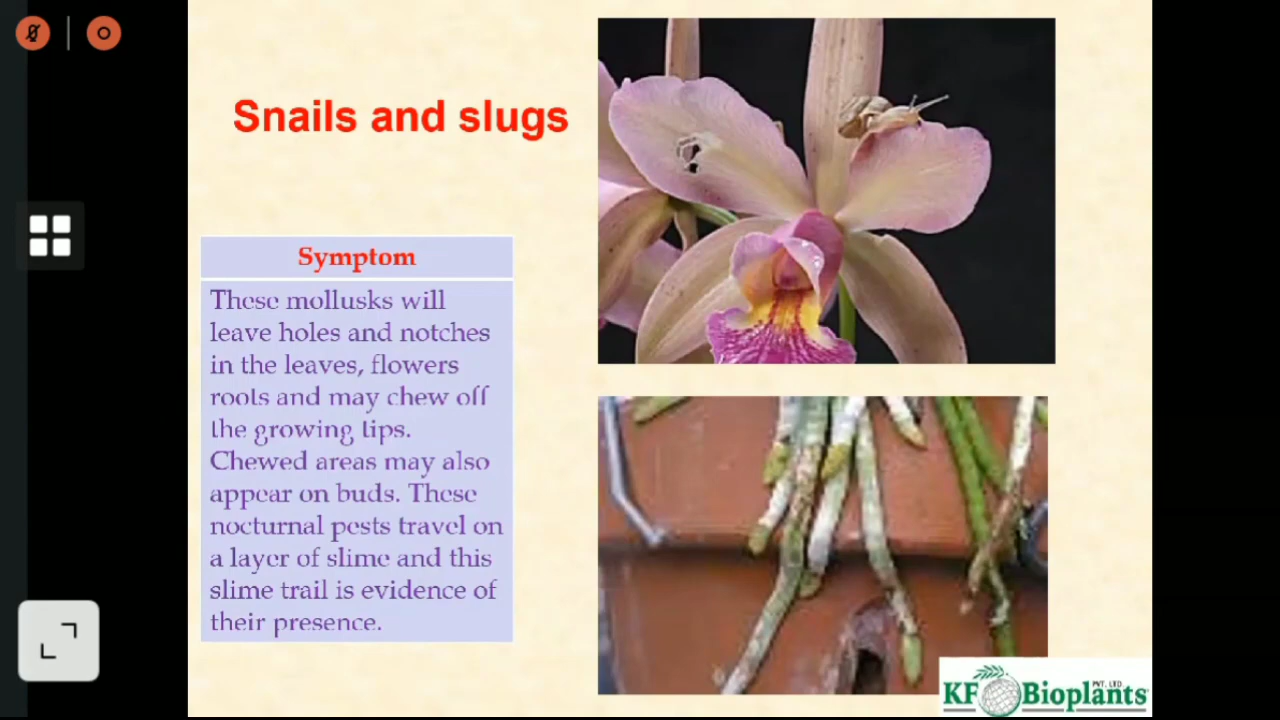 Snails and slugs
Symptom
These mollusks will
leave holes and notches
in the leaves, flowers
roots and may chew off
the growing tips.
Chewed areas may also
appear on buds. These
nocturnal pests travel on
a layer of slime and this
slime trail is evidence of
their presence.
KF Bioplants PVT. LTD.